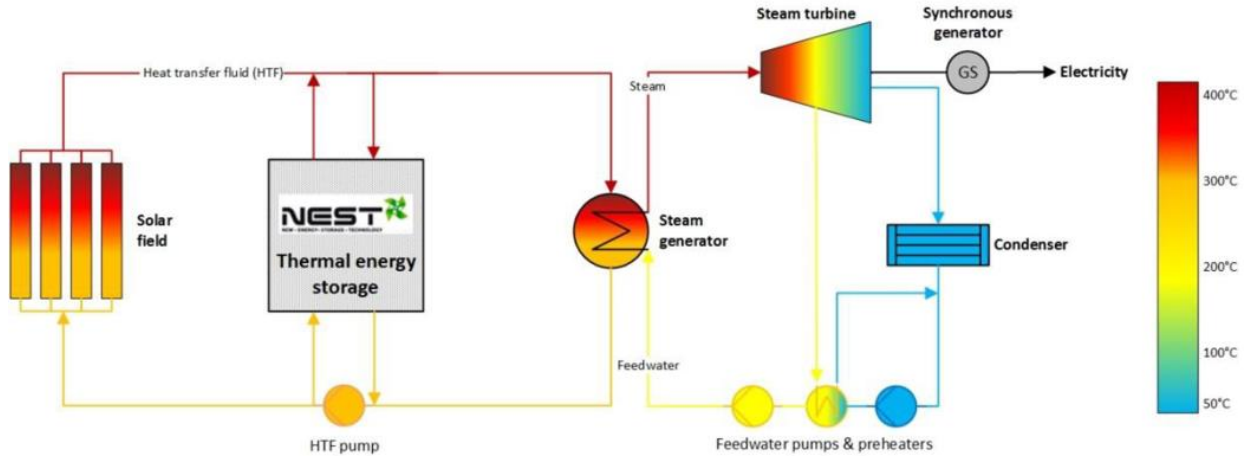 Steam turbine
Synchronous
generator
Heat transfer fluid (HTF)
Steam
GS
Electricity
400°C
300°C
200°C
100°C
50°C
Solar
field
NEST
NEW - ENERGY - STORAGE - TECHNOLOGY
Thermal energy
storage
Steam
generator
Condenser
Feedwater
HTF pump
Feedwater pumps & preheaters